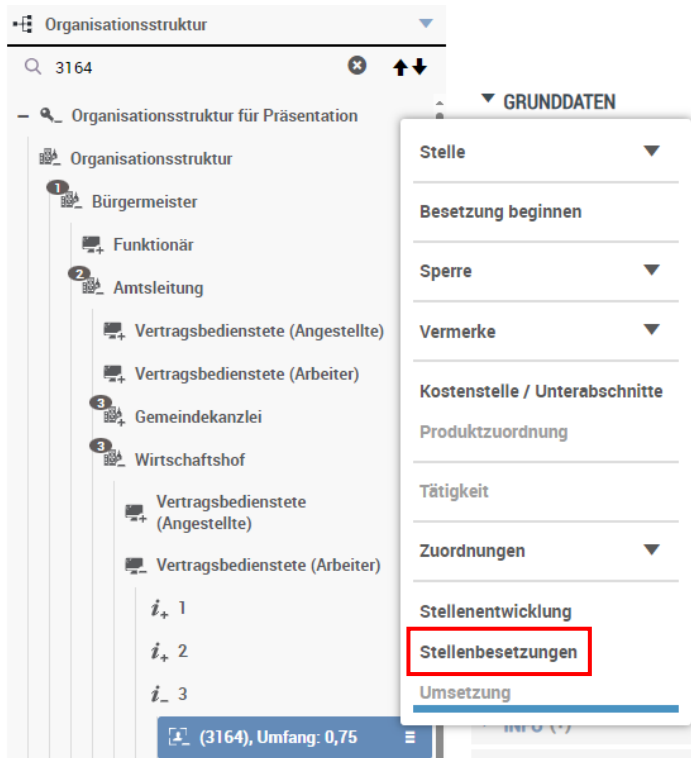 Organisationsstruktur
3164
Organisationsstruktur für Präsentation
Organisationsstruktur
1
Bürgermeister
Funktionär
2
Amtsleitung
Vertragsbedienstete (Angestellte)
Vertragsbedienstete (Arbeiter)
3
Gemeindekanzlei
3
Wirtschaftshof
Vertragsbedienstete
(Angestellte)
Vertragsbedienstete (Arbeiter)
i+ 1
i+ 2
i_ 3
(3164), Umfang: 0,75
GRUNDDATEN
Stelle
Besetzung beginnen
Sperre
Vermerke
Kostenstelle / Unterabschnitte
Produktzuordnung
Tätigkeit
Zuordnungen
Stellenentwicklung
Stellenbesetzungen
Umsetzung